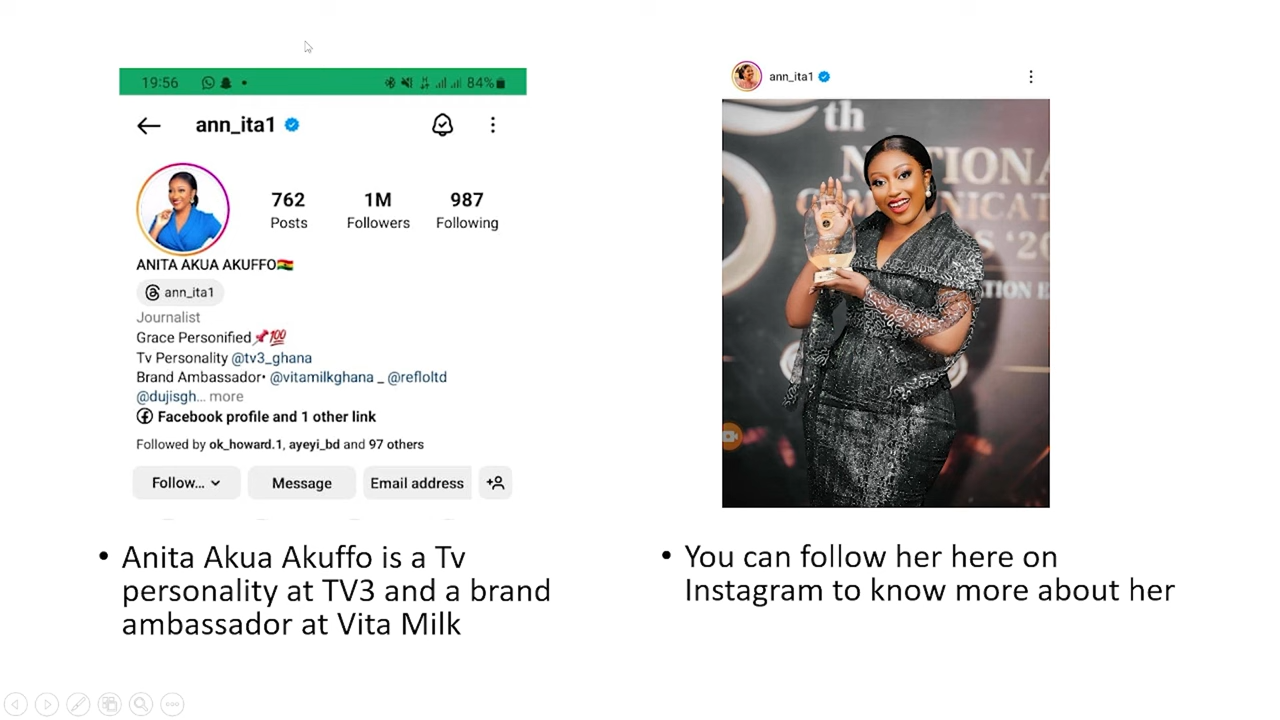 19:56
84%
ann_ita1
762
1M
987
Posts
Followers
Following
ANITA AKUA AKUFFO🇬🇭
ann_ita1
Journalist
Grace Personified📌💯
Tv Personality @tv3_ghana
Brand Ambassador• @vitamilkghana _ @refloltd
@dujisgh... more
Facebook profile and 1 other link
Followed by ok_howard.1, ayeyi_bd and 97 others
Follow...
Message
Email address
• Anita Akua Akuffo is a Tv
personality at TV3 and a brand
ambassador at Vita Milk
ann_ita1
th
• You can follow her here on
Instagram to know more about her